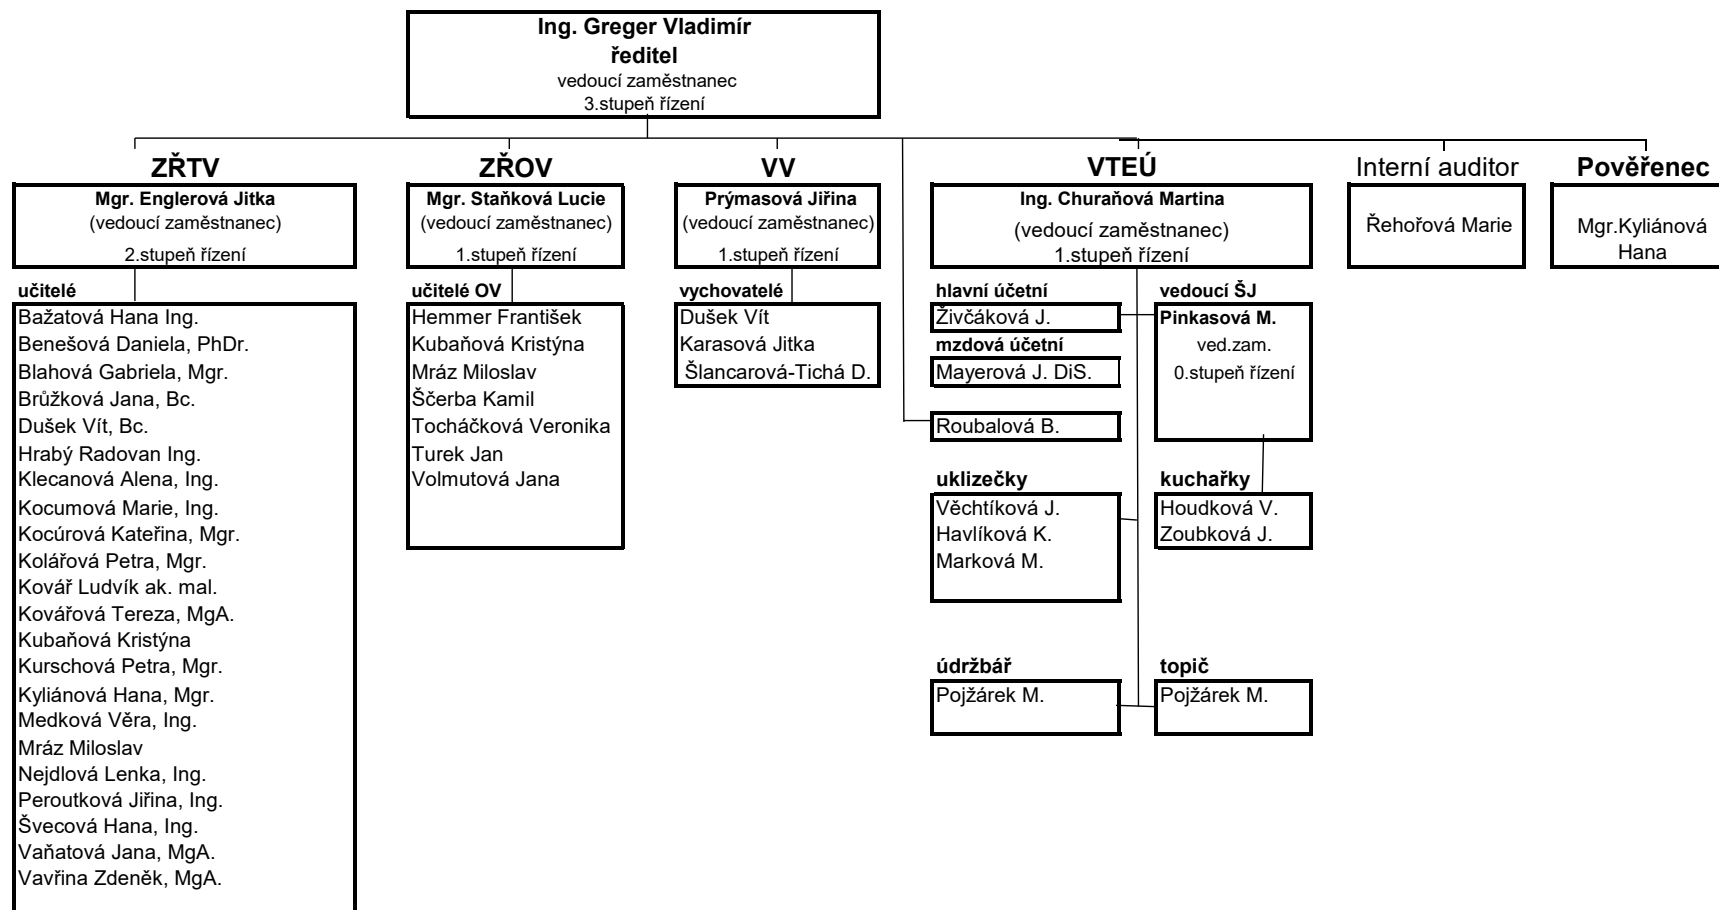 Ing. Greger Vladimír
ředitel
vedoucí zaměstnanec
3.stupeň řízení
ZŘTV
Mgr. Englerová Jitka
(vedoucí zaměstnanec)
2.stupeň řízení
učitelé
Bažatová Hana Ing.
Benešová Daniela, PhDr.
Blahová Gabriela, Mgr.
Brůžková Jana, Bc.
Dušek Vít, Bc.
Hrabý Radovan Ing.
Klecanová Alena, Ing.
Kocumová Marie, Ing.
Kocúrová Kateřina, Mgr.
Kolářová Petra, Mgr.
Kovář Ludvík ak. mal.
Kovářová Tereza, MgA.
Kubaňová Kristýna
Kurschová Petra, Mgr.
Kyliánová Hana, Mgr.
Medková Věra, Ing.
Mráz Miloslav
Nejdlová Lenka, Ing.
Peroutková Jiřina, Ing.
Švecová Hana, Ing.
Vaňatová Jana, MgA.
Vavřina Zdeněk, MgA.
ZŘOV
Mgr. Staňková Lucie
(vedoucí zaměstnanec)
1.stupeň řízení
učitelé OV
Hemmer František
Kubaňová Kristýna
Mráz Miloslav
Ščerba Kamil
Tocháčková Veronika
Turek Jan
Volmutová Jana
VV
Prýmasová Jiřina
(vedoucí zaměstnanec)
1.stupeň řízení
vychovatelé
Dušek Vít
Karasová Jitka
Šlancarová-Tichá D.
VTEÚ
Ing. Churaňová Martina
(vedoucí zaměstnanec)
1.stupeň řízení
hlavní účetní
Živčáková J.
mzdová účetní
Mayerová J. DiS.
Roubalová B.
uklizečky
Věchtíková J.
Havlíková K.
Marková M.
údržbář
Pojžárek M.
vedoucí ŠJ
Pinkasová M.
ved.zam.
0.stupeň řízení
kuchařky
Houdková V.
Zoubková J.
topič
Pojžárek M.
Interní auditor
Řehořová Marie
Pověřenec
Mgr.Kyliánová
Hana